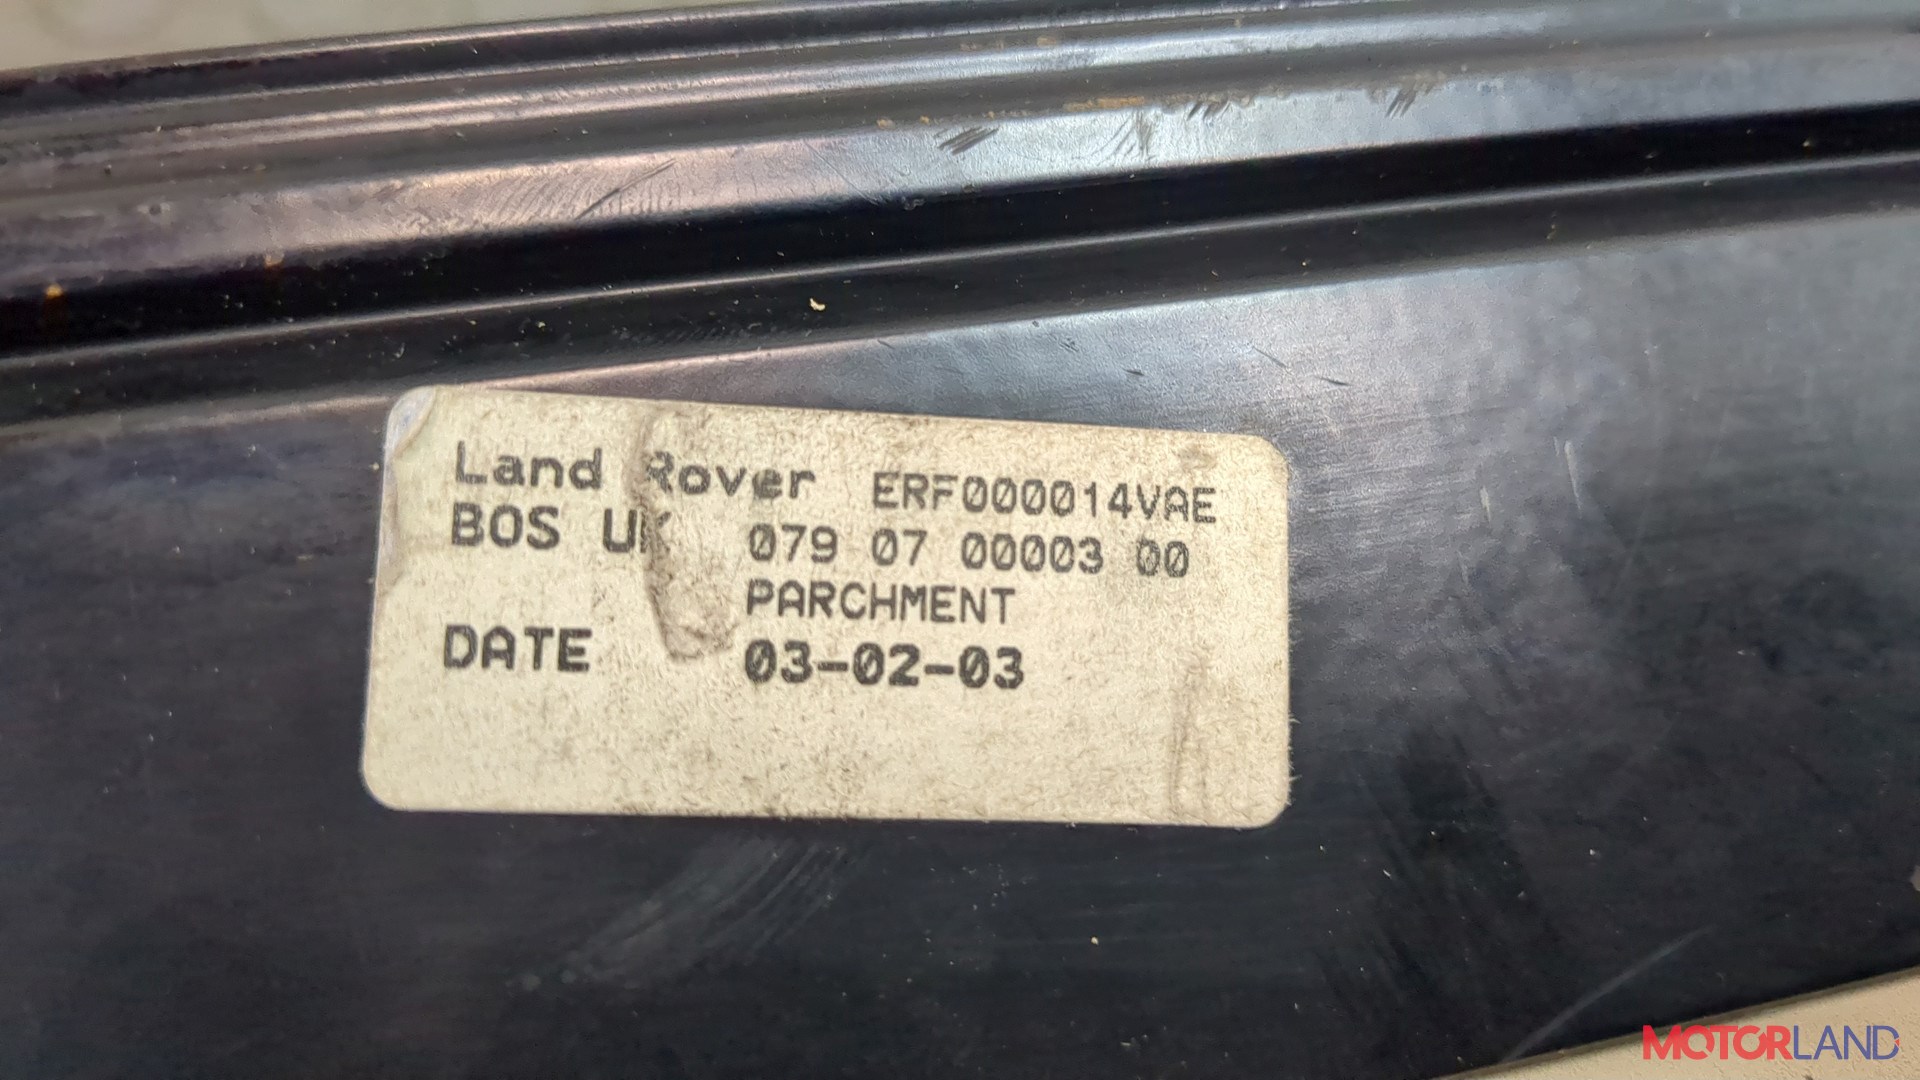 Land Rover ERF000014VAE
BOS UK 079 07 00003 00
PARCHMENT
DATE 03-02-03
MOTORLAND